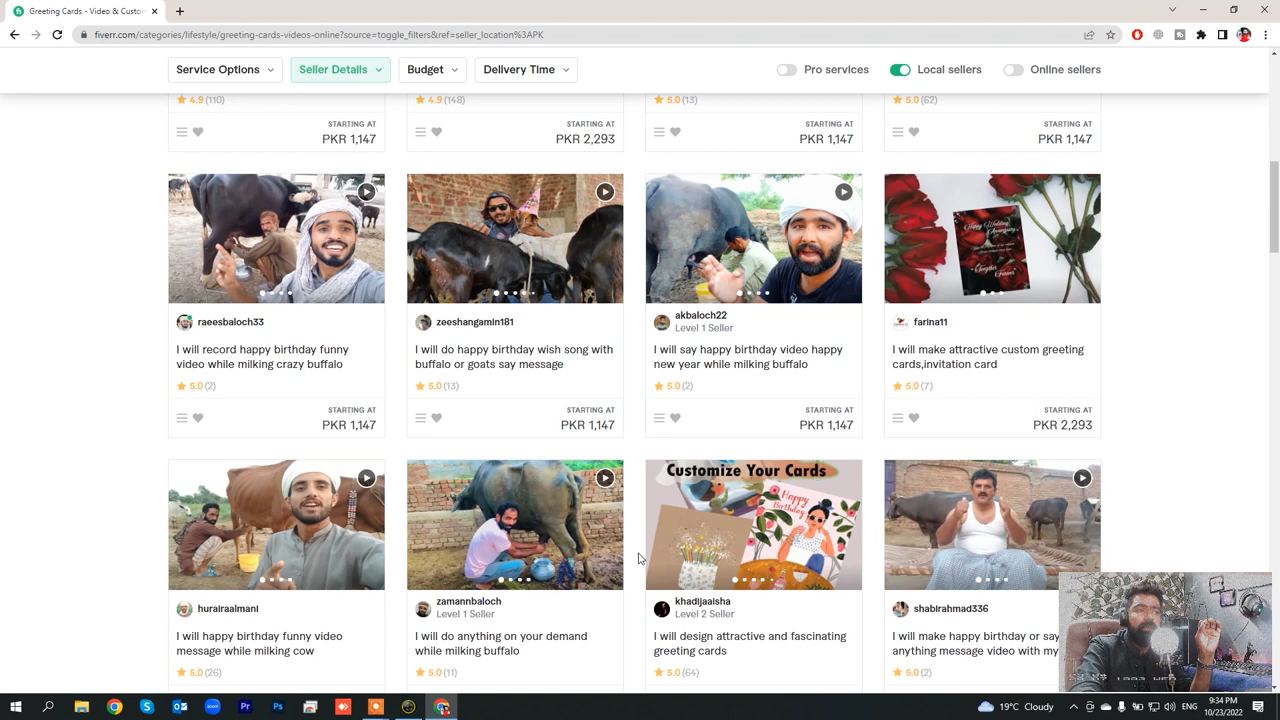 Greeting Cards - Video & Custom
fiverr.com/categories/lifestyle/greeting-cards-videos-online?source=toggle_filters&ref=seller_location%3APK
Service Options
Seller Details
Budget
Delivery Time
Pro services
Local sellers
Online sellers
4.9 (110)
4.9 (148)
5.0 (13)
5.0 (62)
STARTING AT
PKR 1,147
STARTING AT
PKR 2,293
STARTING AT
PKR 1,147
STARTING AT
PKR 1,147
raeesbaloch33
I will record happy birthday funny
video while milking crazy buffalo
5.0 (2)
STARTING AT
PKR 1,147
zeeshangamin181
I will do happy birthday wish song with
buffalo or goats say message
5.0 (13)
STARTING AT
PKR 1,147
akbaloch22
Level 1 Seller
I will say happy birthday video happy
new year while milking buffalo
5.0 (2)
STARTING AT
PKR 1,147
Happy Wedding
Anniversary
Together
Forever
farina11
I will make attractive custom greeting
cards,invitation card
5.0 (7)
STARTING AT
PKR 2,293
hurairaalmani
I will happy birthday funny video
message while milking cow
5.0 (26)
zamannbaloch
Level 1 Seller
I will do anything on your demand
while milking buffalo
5.0 (11)
Customize Your Cards
Happy
Birthday
khadijaaisha
Level 2 Seller
I will design attractive and fascinating
greeting cards
5.0 (64)
shabirahmad336
I will make happy birthday or say
anything message video with my
5.0 (2)
19°C Cloudy
ENG
9:34 PM
10/23/2022